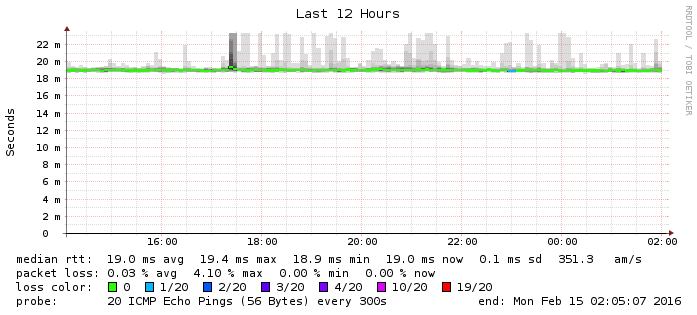 Last 12 Hours
RRDTOOL / TOBI OETIKER
Seconds
22 m
20 m
18 m
16 m
14 m
12 m
10 m
8 m
6 m
4 m
2 m
0
16:00 18:00 20:00 22:00 00:00 02:00
median rtt: 19.0 ms avg 19.4 ms max 18.9 ms min 19.0 ms now 0.1 ms sd 351.3 am/s
packet loss: 0.03 % avg 4.10 % max 0.00 % min 0.00 % now
loss color: 0 1/20 2/20 3/20 4/20 10/20 19/20
probe: 20 ICMP Echo Pings (56 Bytes) every 300s end: Mon Feb 15 02:05:07 2016